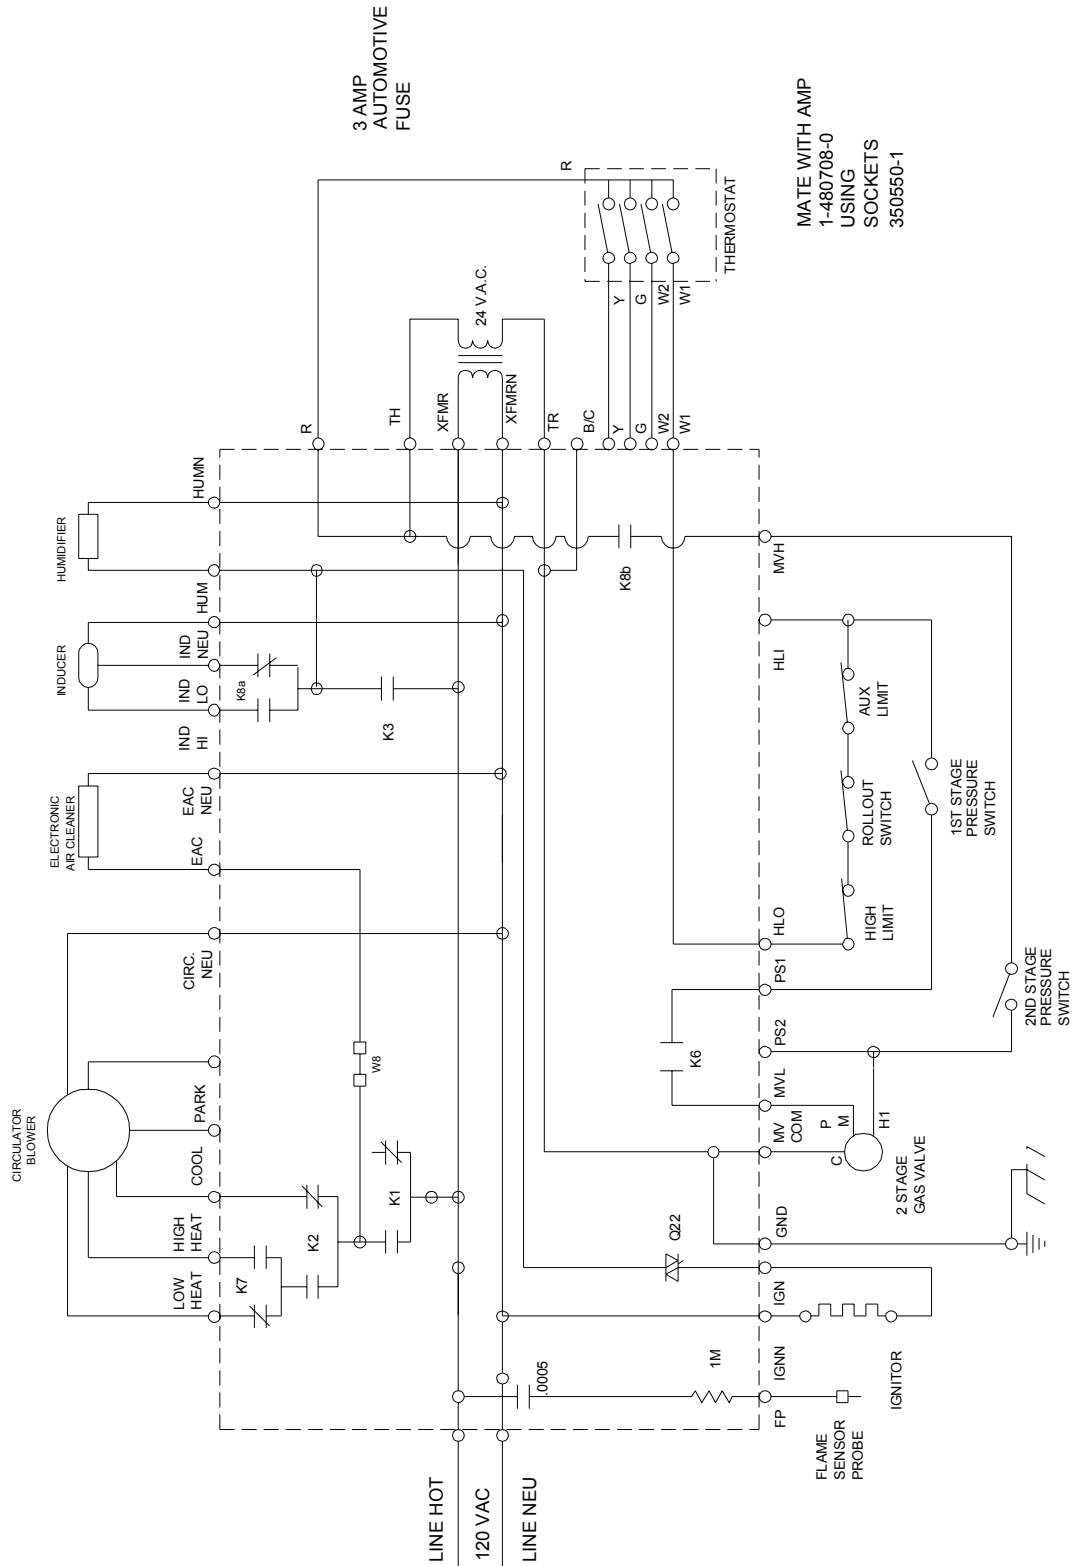 3 AMP
AUTOMOTIVE
FUSE
MATE WITH AMP
1-480708-0
USING
SOCKETS
350550-1
R
THERMOSTAT
Y
G
W2
W1
24 V.A.C.
R
TH
XFMR
XFMRN
TR
B/C
Y
G
W2
W1
HUMIDIFIER
HUMN
HUM
INDUCER
IND
NEU
IND
LO
IND
HI
K8a
K3
K8b
MVH
HLI
AUX
LIMIT
ROLLOUT
SWITCH
HIGH
LIMIT
1ST STAGE
PRESSURE
SWITCH
ELECTRONIC
AIR CLEANER
EAC
NEU
EAC
CIRC.
NEU
W8
HLO
PS1
PS2
K6
MVL
MV
COM
2ND STAGE
PRESSURE
SWITCH
CIRCULATOR
BLOWER
PARK
COOL
HIGH
HEAT
LOW
HEAT
K7
K2
K1
P
M
C
H1
2 STAGE
GAS VALVE
GND
Q22
IGN
IGNN
IGNITOR
1M
.0005
FP
FLAME
SENSOR
PROBE
LINE HOT
120 VAC
LINE NEU